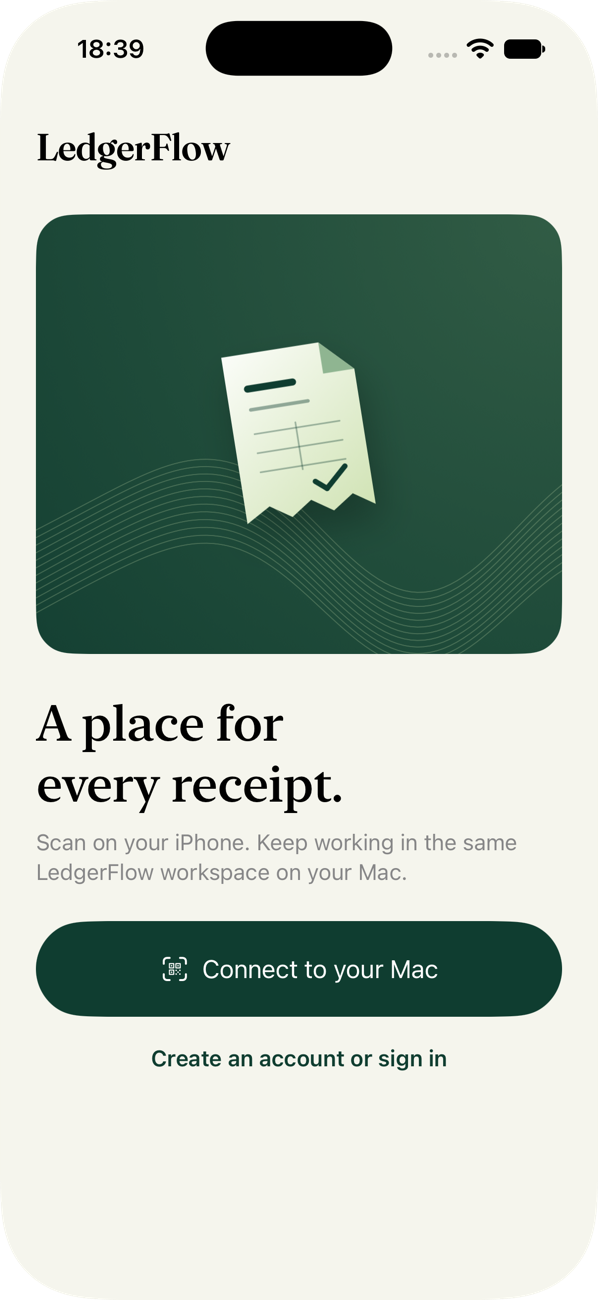 18:39
LedgerFlow
A place for
every receipt.
Scan on your iPhone. Keep working in the same
LedgerFlow workspace on your Mac.
Connect to your Mac
Create an account or sign in